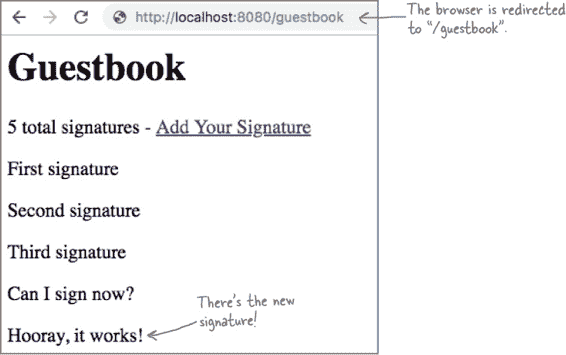 http://localhost:8080/guestbook
The browser is redirected
to “/guestbook”.
Guestbook
5 total signatures - Add Your Signature
First signature
Second signature
Third signature
Can I sign now?
There's the new
signature!
Hooray, it works!